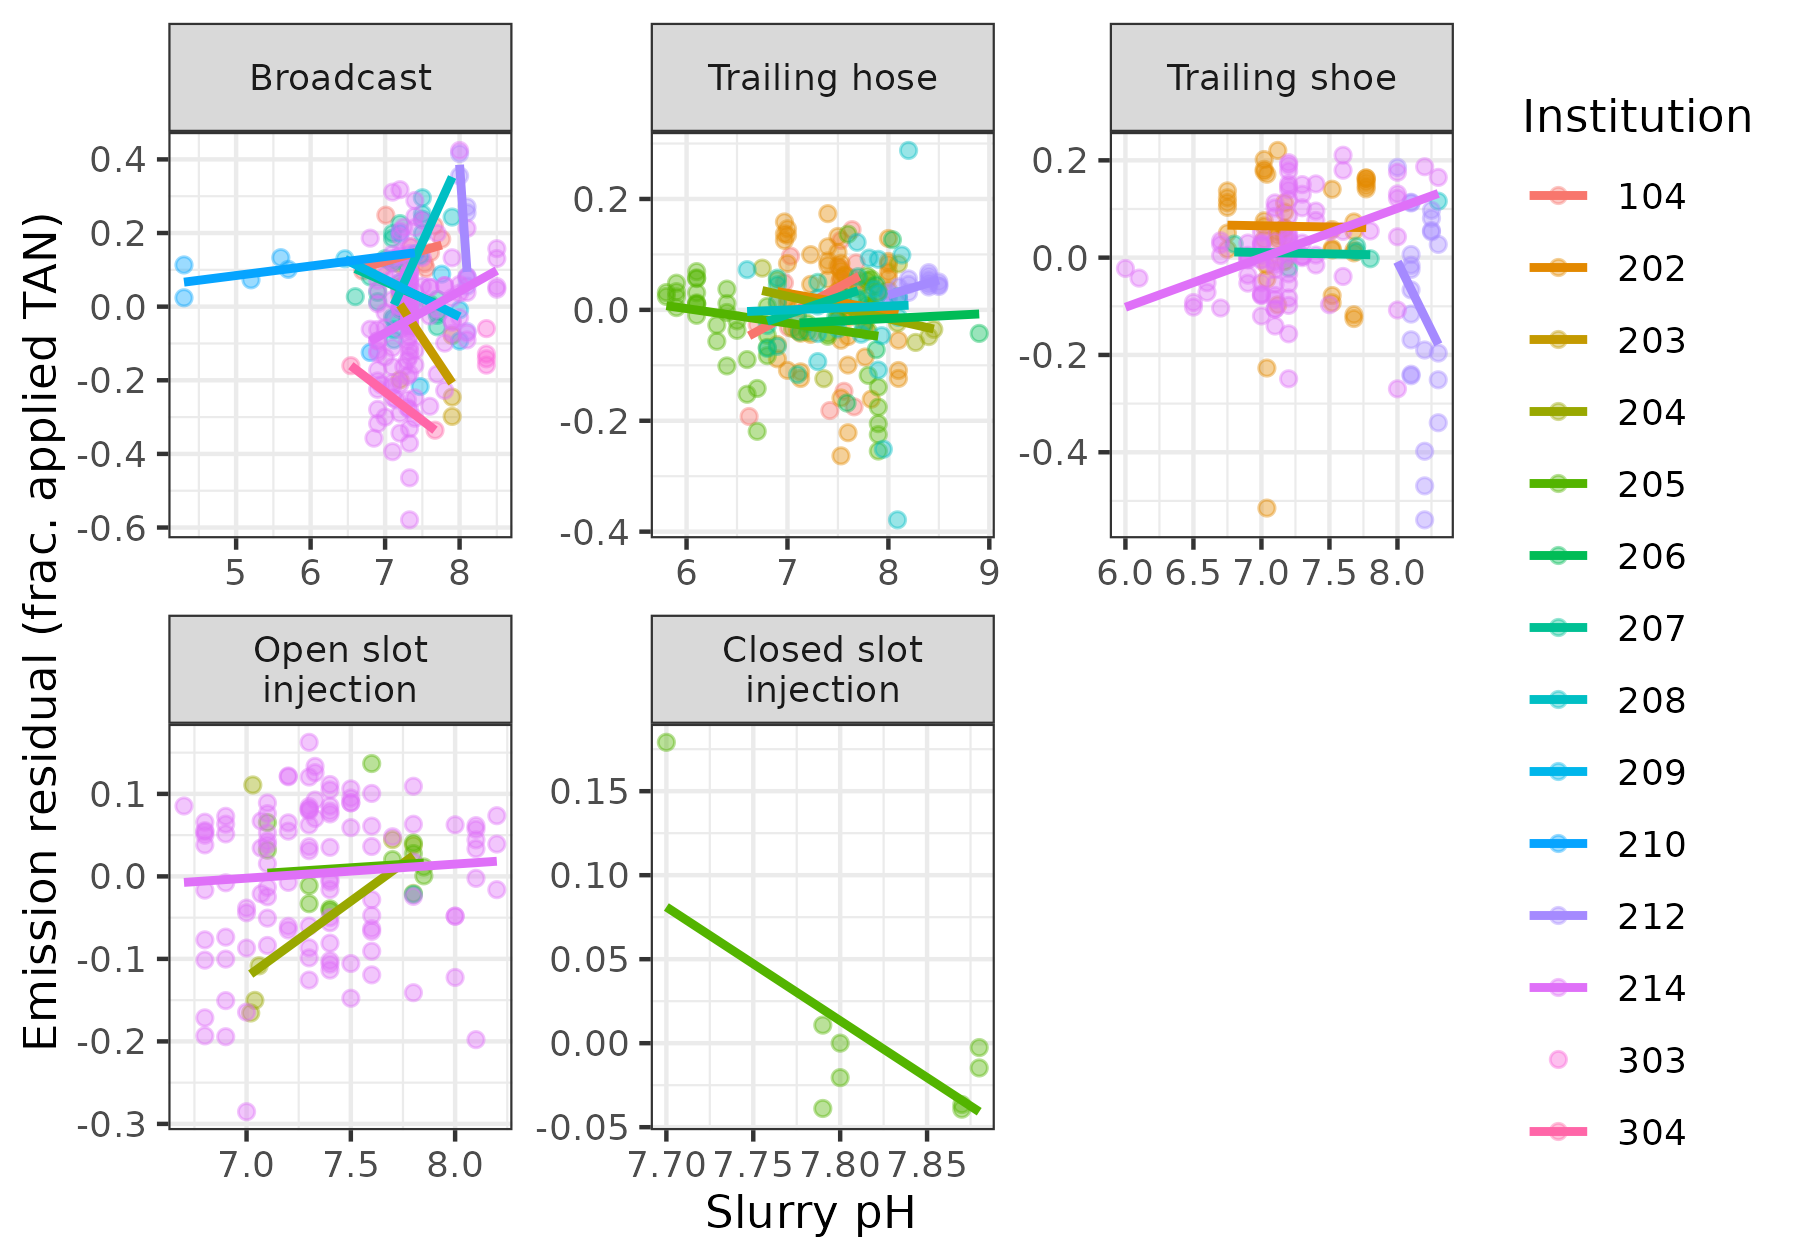 Broadcast
Trailing hose
Trailing shoe
0.4
0.2
0.0
-0.2
-0.4
-0.6
5 6 7 8
0.2
0.0
-0.2
-0.4
6 7 8 9
0.2
0.0
-0.2
-0.4
6.0 6.5 7.0 7.5 8.0
Open slot
injection
Closed slot
injection
0.1
0.0
-0.1
-0.2
-0.3
7.0 7.5 8.0
0.15
0.10
0.05
0.00
-0.05
7.70 7.75 7.80 7.85
Slurry pH
Emission residual (frac. applied TAN)
Institution
104
202
203
204
205
206
207
208
209
210
212
214
303
304